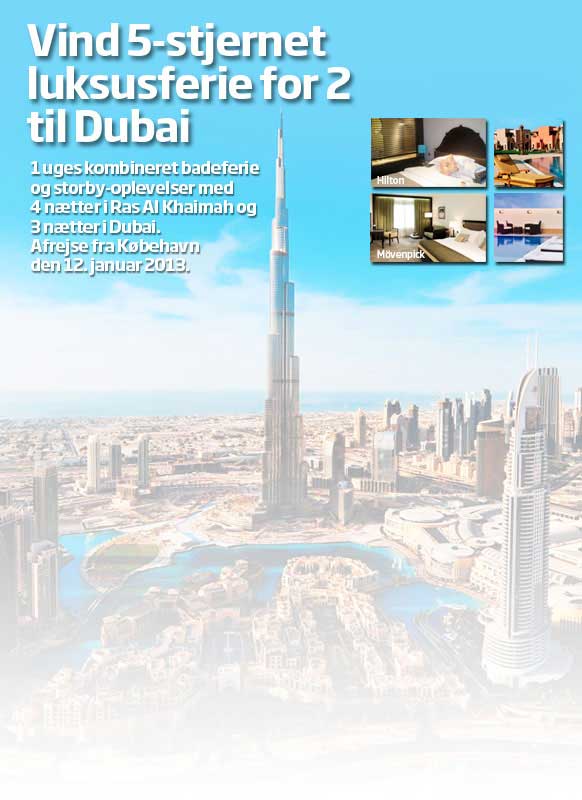 Vind 5-stjernet
luksusferie for 2
til Dubai
1 uges kombineret badeferie
og storby-oplevelser med
4 nætter i Ras Al Khaimah og
3 nætter i Dubai.
Afrejse fra Købehavn
den 12. januar 2013.
Hilton
Mövenpick